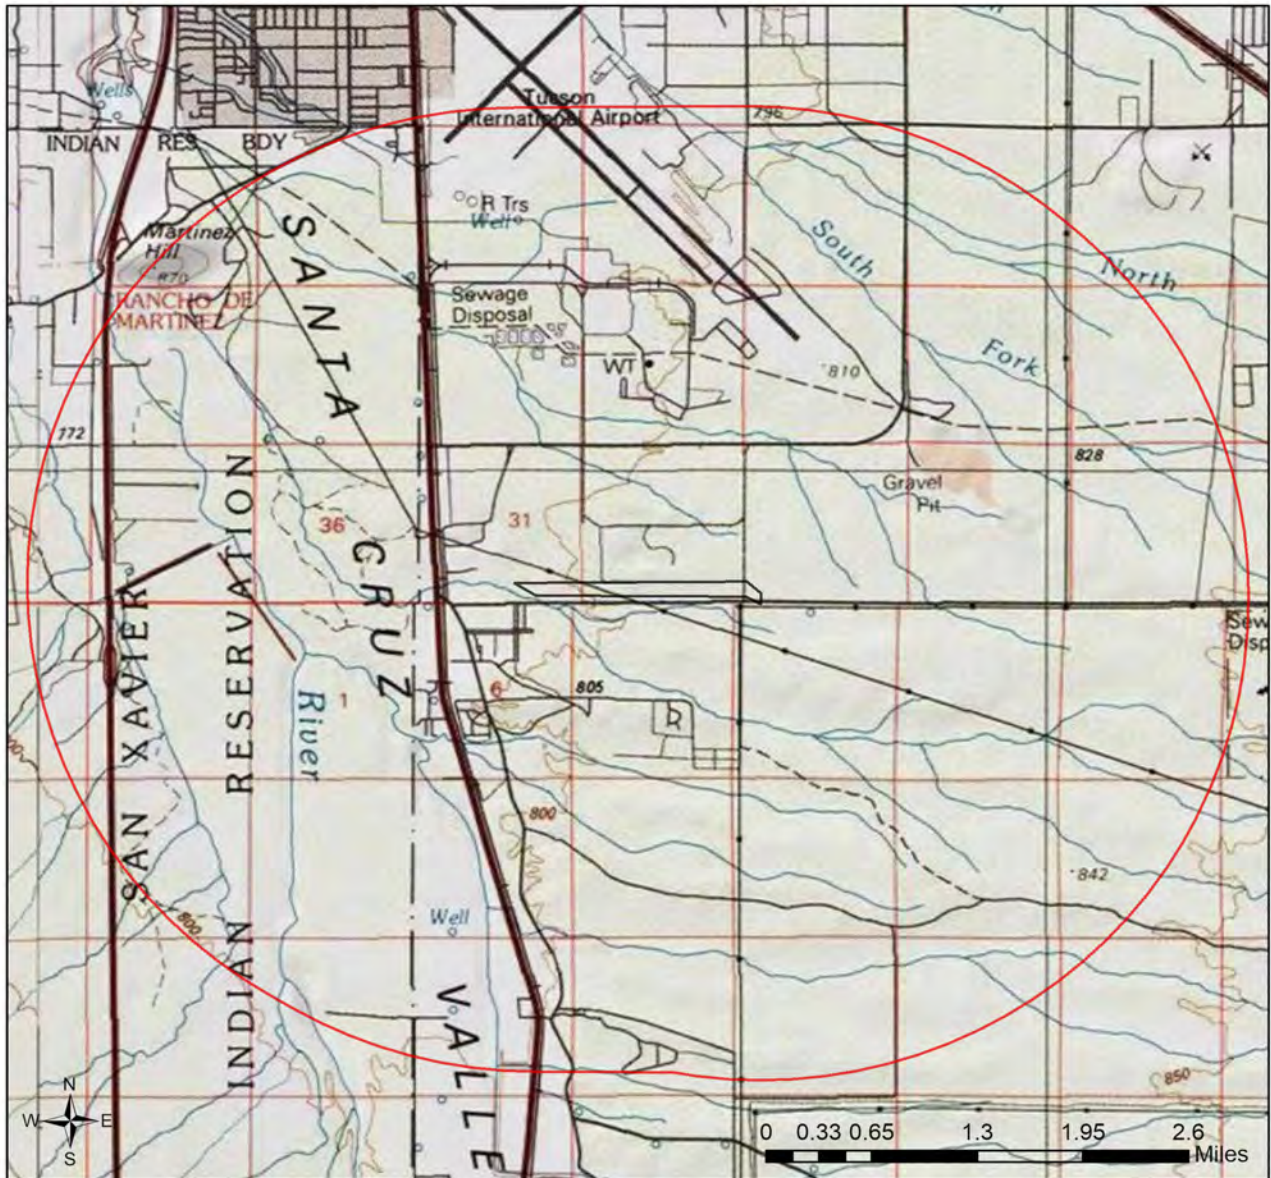 Tucson
International Airport
Wells
INDIAN RES BDY
796
R Trs
Well
Martinez
Hill
870
RANCHO DE
MARTINEZ
SANTA
CRUZ
VALLE
South
North
Fork
Sewage
Disposal
WT
810
772
828
Gravel
Pit
36
31
SAN XAVIER
INDIAN RESERVATION
River
1
6
805
Sew
Disp
800
842
800
Well
850
N
W E
S
0 0.33 0.65 1.3 1.95 2.6
Miles